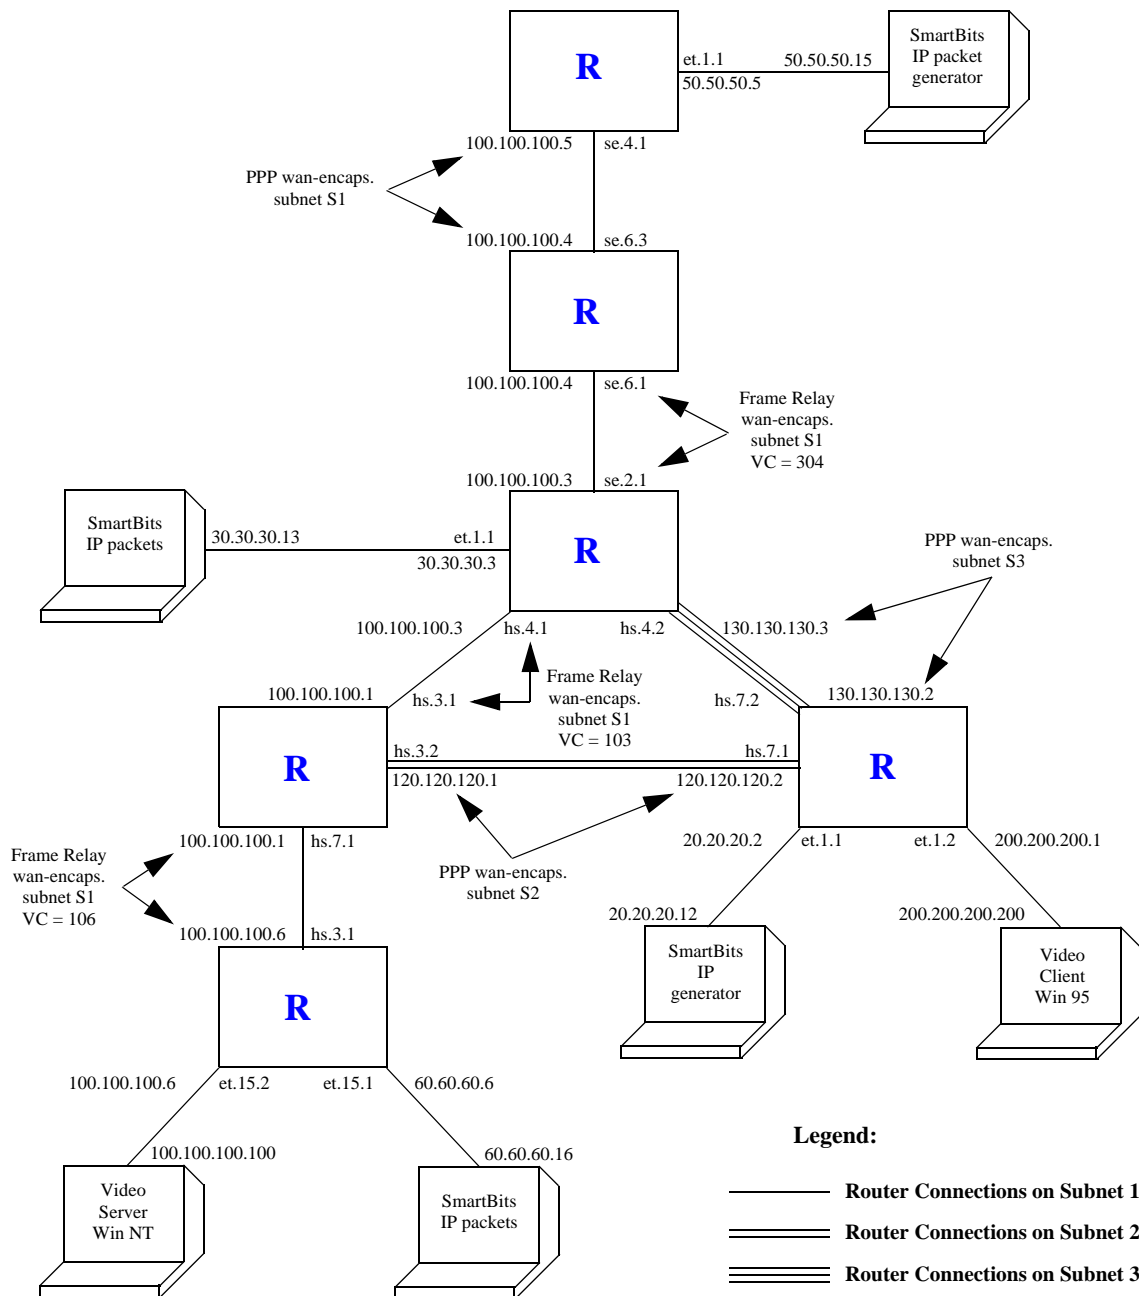 SmartBits
IP packet
generator
R
et.1.1
50.50.50.15
50.50.50.5
100.100.100.5
se.4.1
PPP wan-encaps.
subnet S1
100.100.100.4
se.6.3
R
100.100.100.4
se.6.1
Frame Relay
wan-encaps.
subnet S1
VC = 304
100.100.100.3
se.2.1
SmartBits
IP packets
30.30.30.13
et.1.1
30.30.30.3
R
PPP wan-encaps.
subnet S3
100.100.100.3
hs.4.1
hs.4.2
130.130.130.3
Frame Relay
wan-encaps.
subnet S1
VC = 103
100.100.100.1
hs.3.1
hs.7.2
130.130.130.2
R
hs.3.2
hs.7.1
120.120.120.1
120.120.120.2
R
100.100.100.1
hs.7.1
Frame Relay
wan-encaps.
subnet S1
VC = 106
PPP wan-encaps.
subnet S2
20.20.20.2
et.1.1
et.1.2
200.200.200.1
100.100.100.6
hs.3.1
20.20.20.12
200.200.200.200
SmartBits
IP
generator
Video
Client
Win 95
R
100.100.100.6
et.15.2
et.15.1
60.60.60.6
100.100.100.100
60.60.60.16
Video
Server
Win NT
SmartBits
IP packets
Legend:
Router Connections on Subnet 1
Router Connections on Subnet 2
Router Connections on Subnet 3